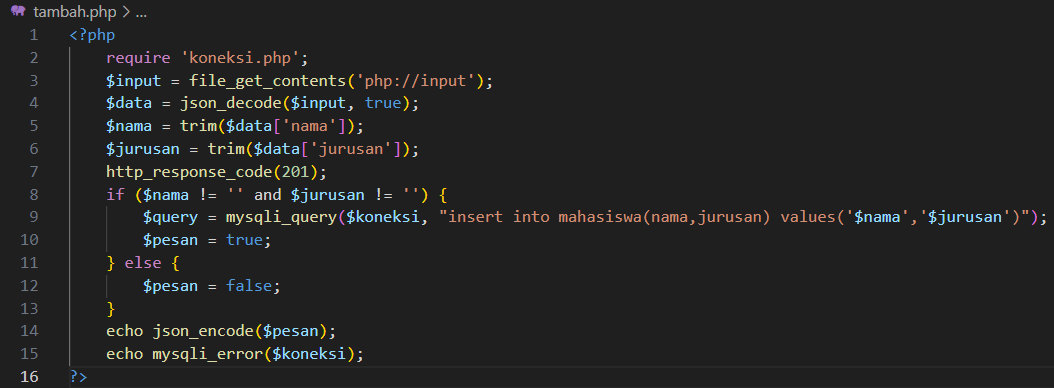 tambah.php > ...
1 <?php
2 require 'koneksi.php';
3 $input = file_get_contents('php://input');
4 $data = json_decode($input, true);
5 $nama = trim($data['nama']);
6 $jurusan = trim($data['jurusan']);
7 http_response_code(201);
8 if ($nama != '' and $jurusan != '') {
9 $query = mysqli_query($koneksi, "insert into mahasiswa(nama,jurusan) values('$nama','$jurusan')");
10 $pesan = true;
11 } else {
12 $pesan = false;
13 }
14 echo json_encode($pesan);
15 echo mysqli_error($koneksi);
16 ?>